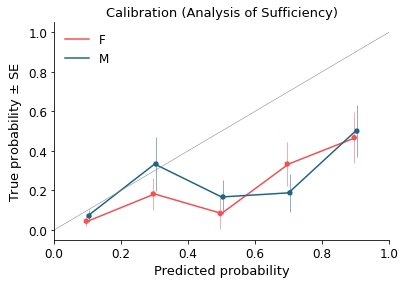 Calibration (Analysis of Sufficiency)
F
M
True probability ± SE
1.0
0.8
0.6
0.4
0.2
0.0
0.0 0.2 0.4 0.6 0.8 1.0
Predicted probability